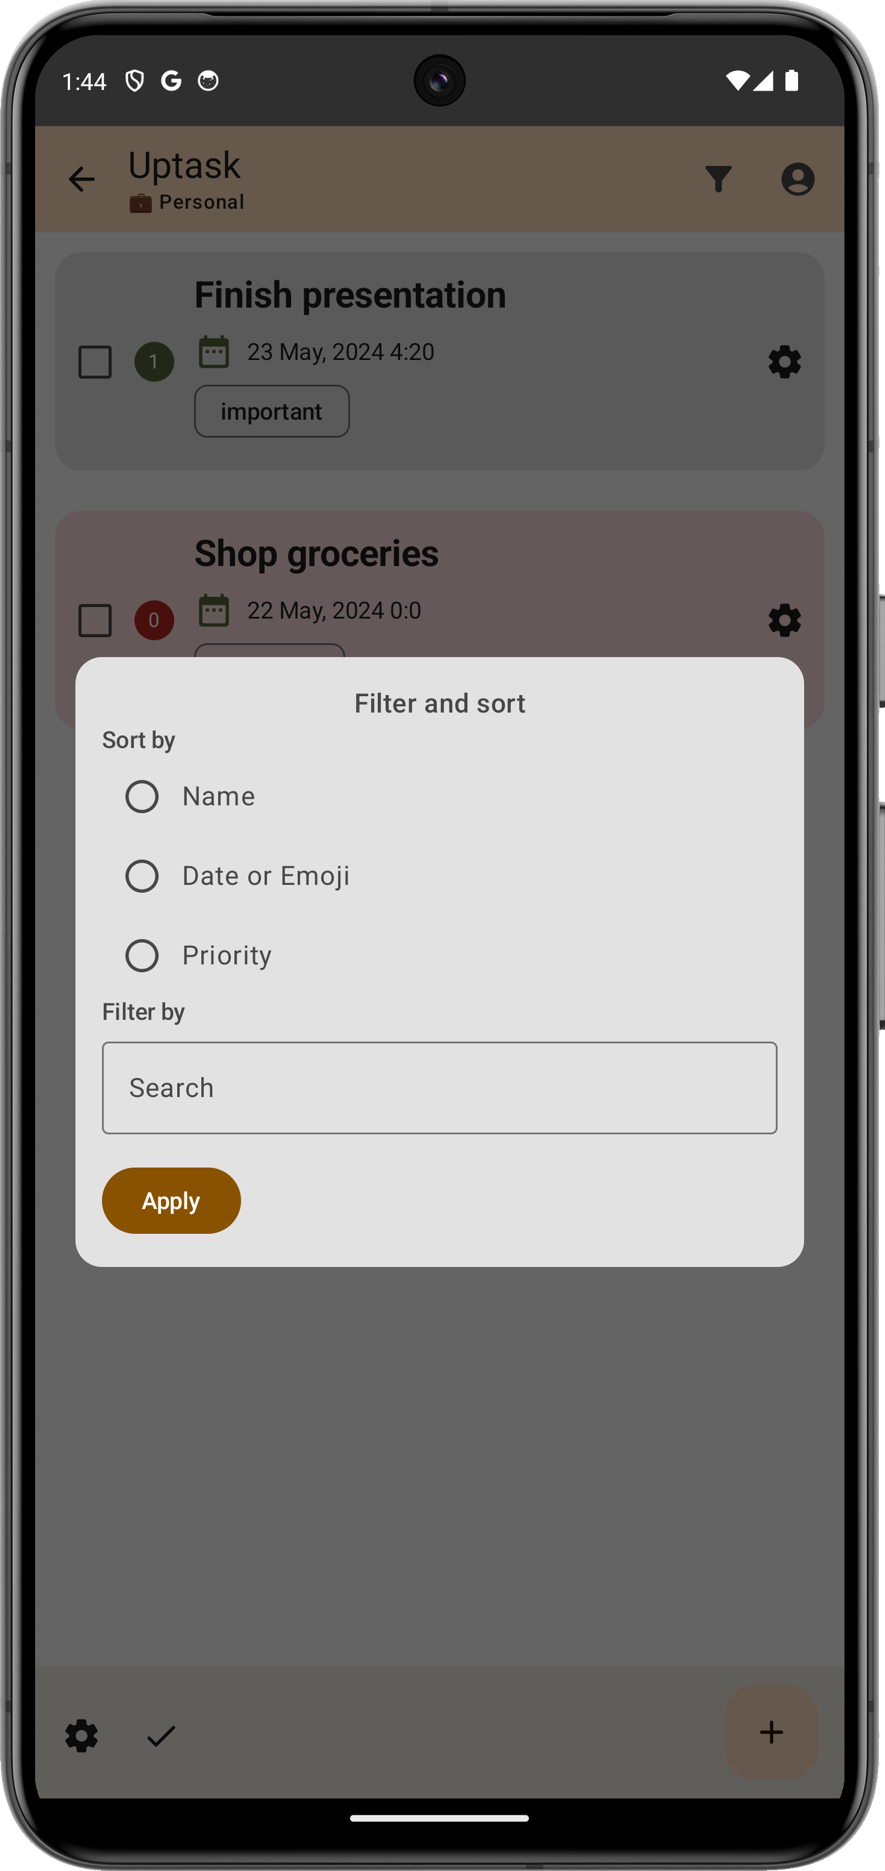 1:44
Uptask
💼 Personal
Finish presentation
1
23 May, 2024 4:20
important
Shop groceries
0
22 May, 2024 0:0
Filter and sort
Sort by
Name
Date or Emoji
Priority
Filter by
Search
Apply